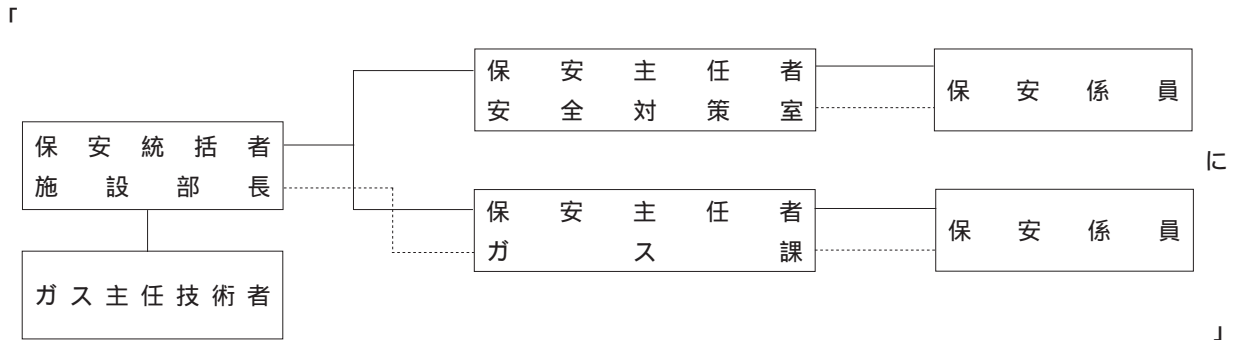 「
保安主任者
安全対策室
保安係員
保安統括者
施設部長
に
保安主任者
ガス課
保安係員
ガス主任技術者
」